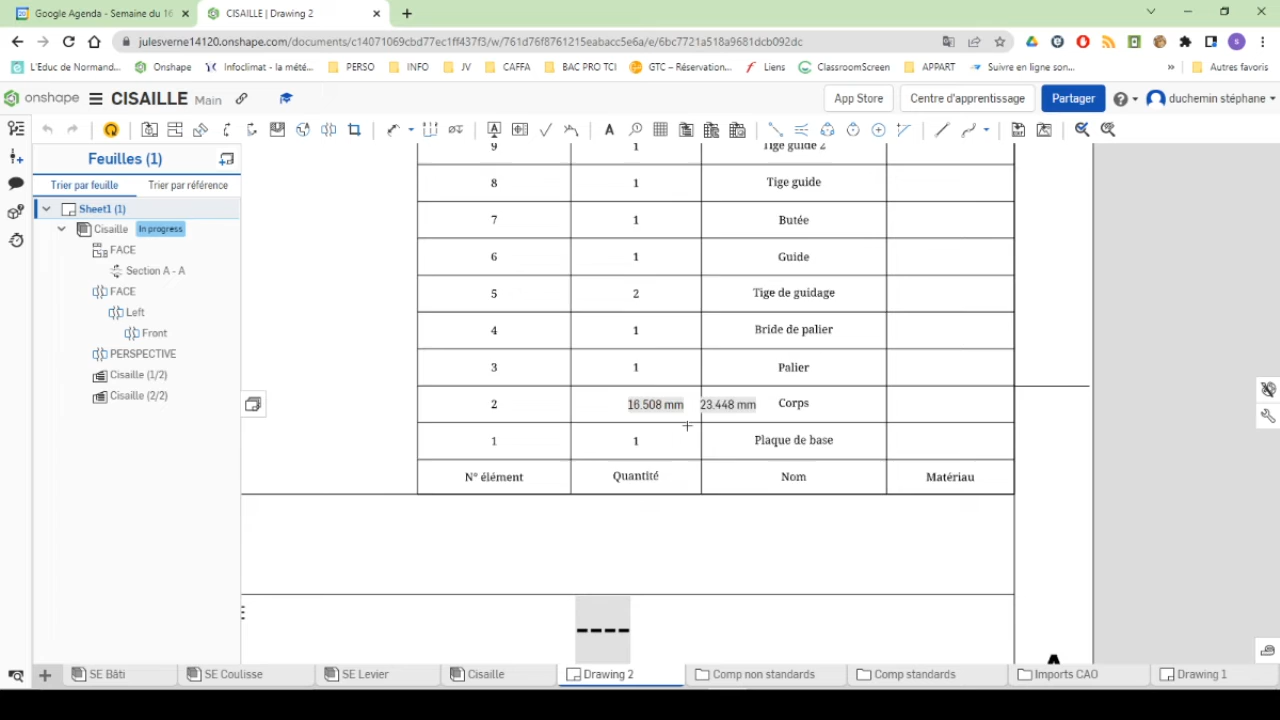 Google Agenda - Semaine du 16
CISAILLE | Drawing 2
julesverne14120.onshape.com/documents/c14071069cbd77ec1ff437f3/w/761d76f8761215eabacc5e6a/e/6bc7721a518a9681dcb092dc
S
L'Educ de Normand...
Onshape
Infoclimat - la mété...
PERSO
INFO
JV
CAFFA
BAC PRO TCI
GTC – Réservation...
Liens
ClassroomScreen
APPART
Suivre en ligne son...
»
Autres favoris
onshape
CISAILLE Main
App Store
Centre d'apprentissage
Partager
duchemin stéphane
Feuilles (1)
Trier par feuille
Trier par référence
Sheet1 (1)
Cisaille In progress
FACE
Section A - A
FACE
Left
Front
PERSPECTIVE
Cisaille (1/2)
Cisaille (2/2)
9 1 Tige guide 2
8 1 Tige guide
7 1 Butée
6 1 Guide
5 2 Tige de guidage
4 1 Bride de palier
3 1 Palier
2 16.508 mm 23.448 mm Corps
1 1 Plaque de base
N° élément Quantité Nom Matériau
----
A
SE Bâti
SE Coulisse
SE Levier
Cisaille
Drawing 2
Comp non standards
Comp standards
Imports CAO
Drawing 1